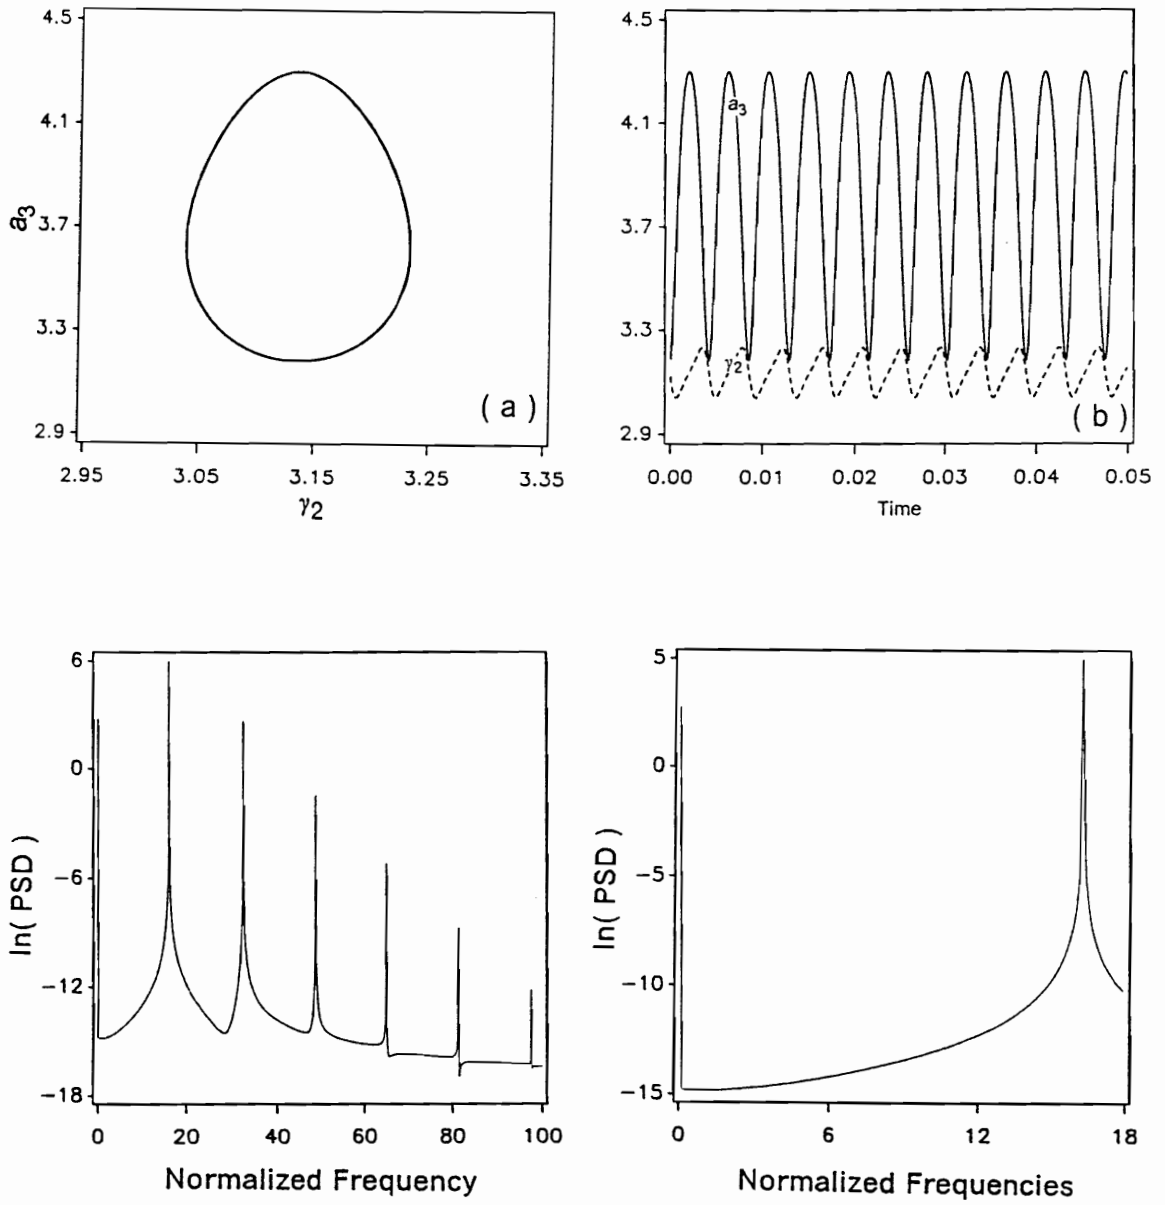 4.5
4.1
3.7
3.3
2.9
a3
( a )
2.95 3.05 3.15 3.25 3.35
γ2
4.5
4.1
3.7
3.3
2.9
a3
γ2
( b )
0.00 0.01 0.02 0.03 0.04 0.05
Time
6
0
−6
−12
−18
ln( PSD )
0 20 40 60 80 100
Normalized Frequency
5
0
−5
−10
−15
ln( PSD )
0 6 12 18
Normalized Frequencies